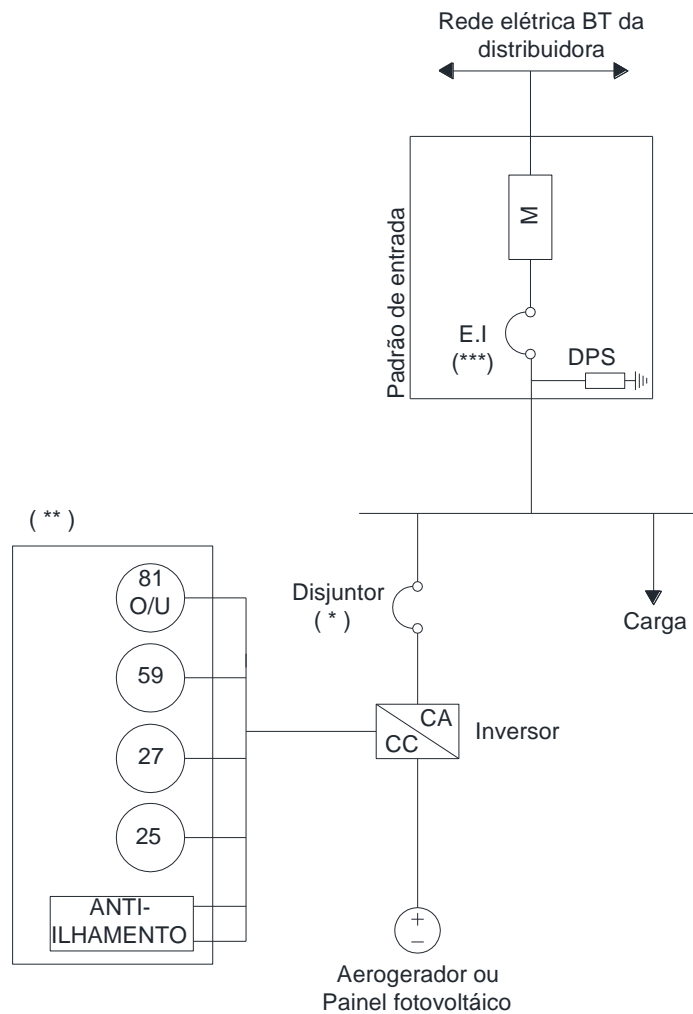 Rede elétrica BT da
distribuidora
Padrão de entrada
M
E.I
(***)
DPS
( ** )
81
O/U
59
27
25
ANTI-
ILHAMENTO
Disjuntor
( * )
Carga
CA
CC
Inversor
+
−
Aerogerador ou
Painel fotovoltáico